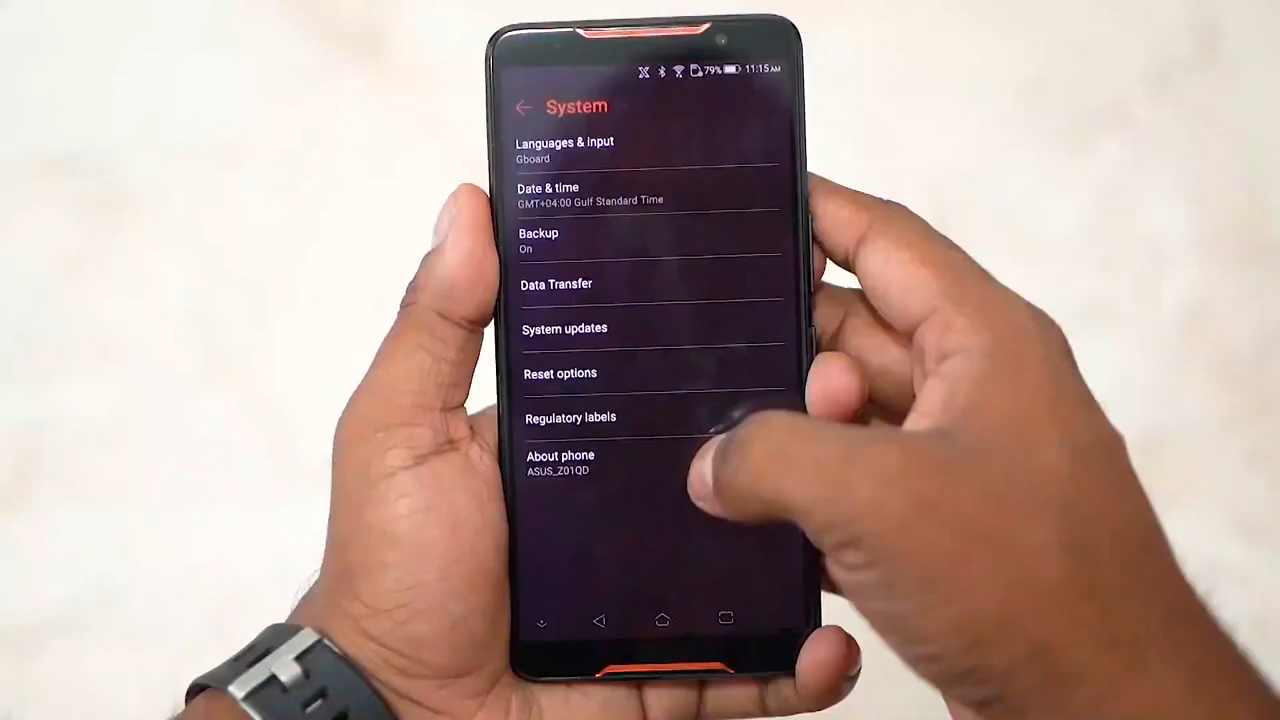 79% 11:15 AM
System
Languages & input
Gboard
Date & time
GMT+04:00 Gulf Standard Time
Backup
On
Data Transfer
System updates
Reset options
Regulatory labels
About phone
ASUS_Z01QD